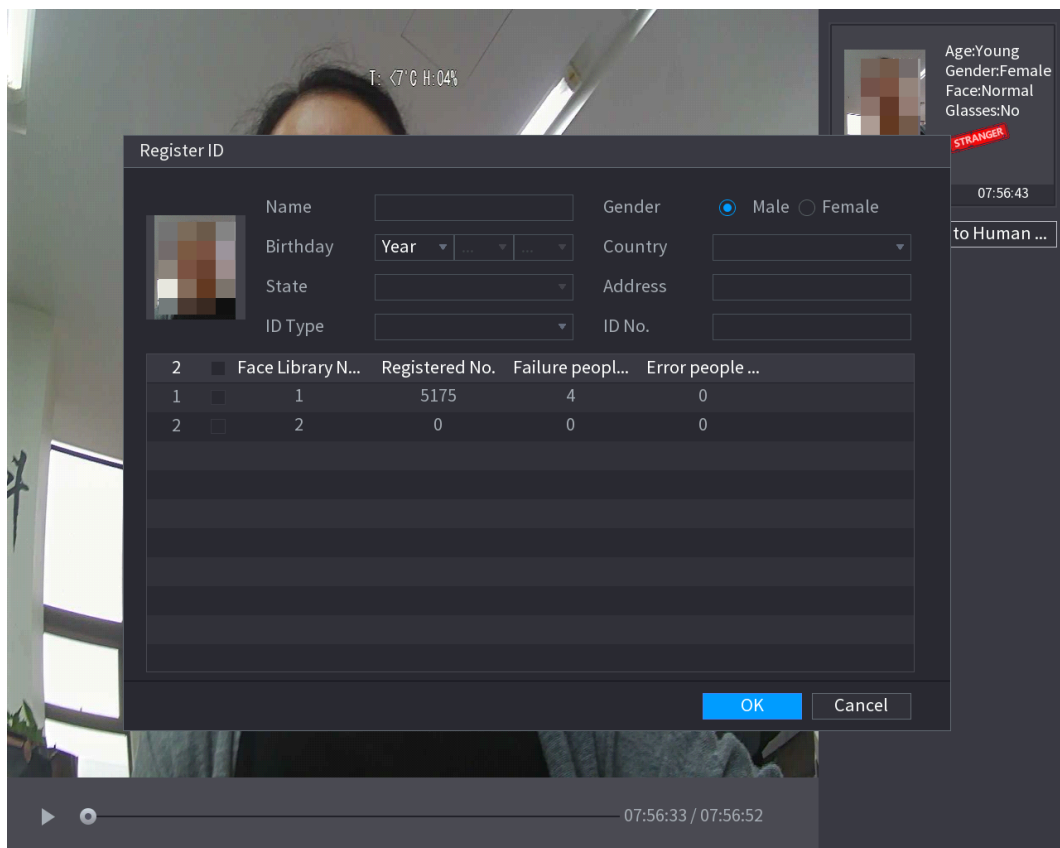 T: <7°C H:04%
Age:Young
Gender:Female
Face:Normal
Glasses:No
STRANGER
07:56:43
to Human ...
Register ID
Name
Gender Male Female
Birthday Year ... ...
Country
State
Address
ID Type
ID No.
2 Face Library N... Registered No. Failure peopl... Error people ...
1 1 5175 4 0
2 2 0 0 0
OK Cancel
07:56:33 / 07:56:52